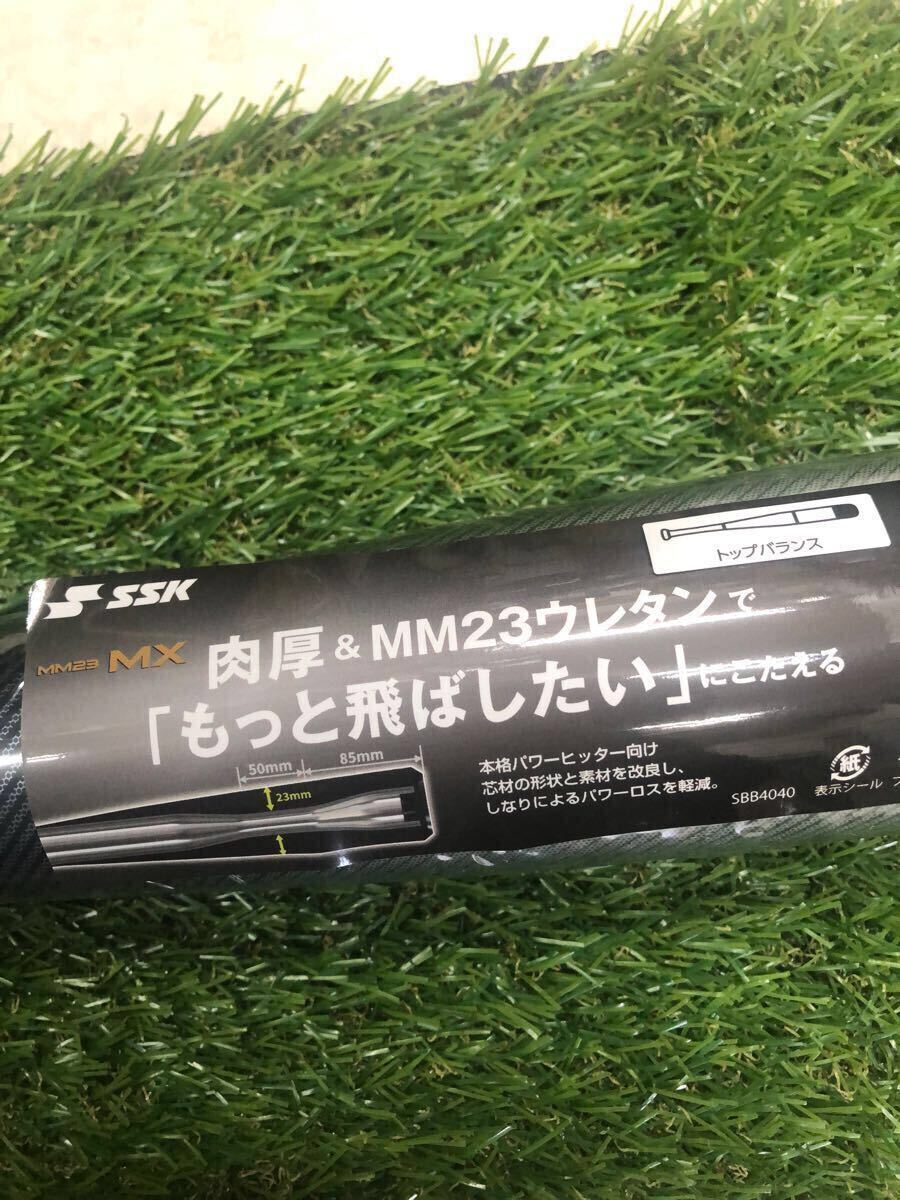 トップバランス
SSK
MM23 MX
肉厚&MM23ウレタンで
「もっと飛ばしたい」にこたえる
50mm
85mm
23mm
本格パワーヒッター向け
芯材の形状と素材を改良し、
しなりによるパワーロスを軽減。
SBB4040
紙
表示シール